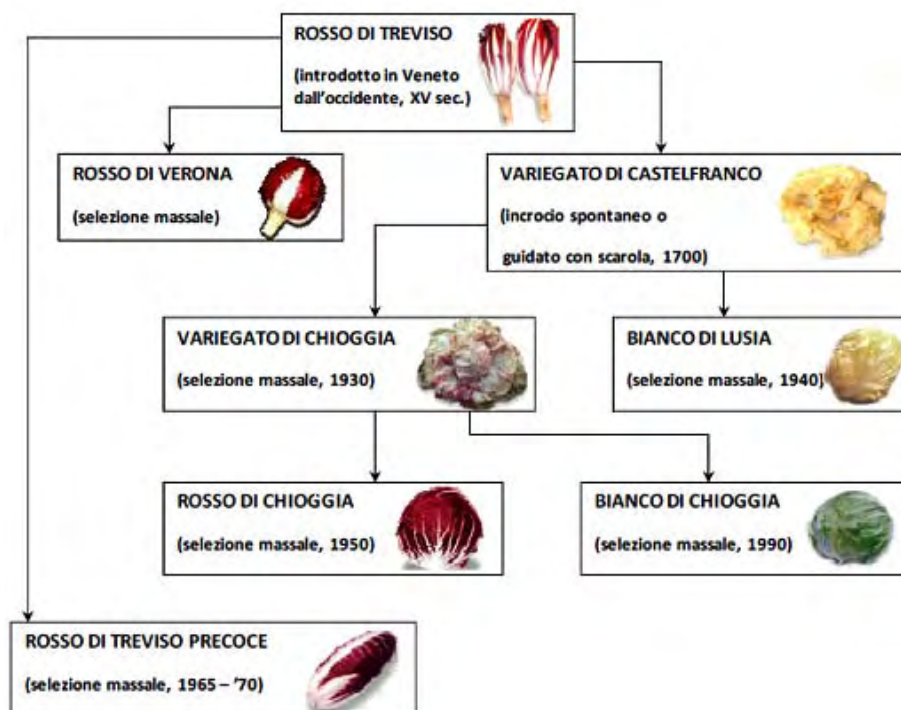 ROSSO DI TREVISO
(introdotto in Veneto
dall'occidente, XV sec.)
ROSSO DI VERONA
(selezione massale)
VARIEGATO DI CASTELFRANCO
(incrocio spontaneo o
guidato con scarola, 1700)
VARIEGATO DI CHIOGGIA
(selezione massale, 1930)
BIANCO DI LUSIA
(selezione massale, 1940)
ROSSO DI CHIOGGIA
(selezione massale, 1950)
BIANCO DI CHIOGGIA
(selezione massale, 1990)
ROSSO DI TREVISO PRECOCE
(selezione massale, 1965 – '70)